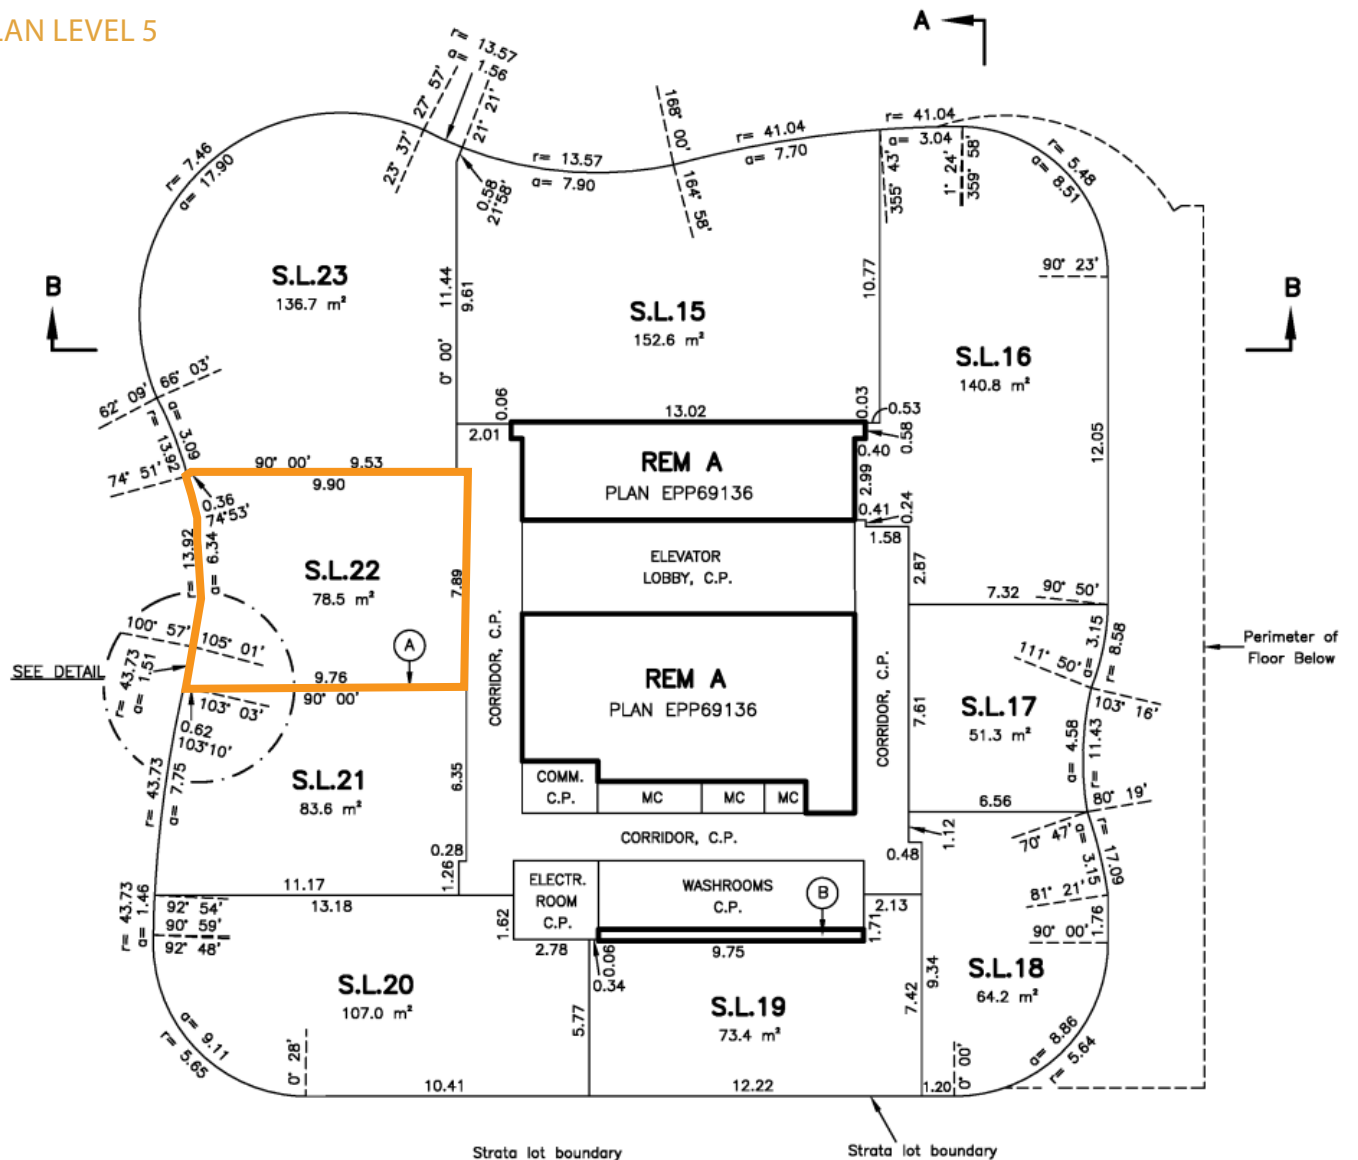 LAN LEVEL 5
A
r= 13.57
a= 1.56
27° 57'
23° 37'
21° 21'
0.58
21°58'
r= 13.57
a= 7.90
168° 00'
164° 58'
r= 41.04
a= 7.70
r= 41.04
a= 3.04
355° 43'
1° 24'
359° 58'
r= 5.48
a= 8.51
90° 23'
r= 7.46
a= 17.90
B
B
S.L.23
136.7 m²
11.44
9.61
0° 00'
S.L.15
152.6 m²
10.77
S.L.16
140.8 m²
12.05
62° 09'
66° 03'
r= 13.92
a= 3.09
74° 51'
0.06
2.01
13.02
0.03
0.53
0.58
0.40
2.99
0.41
0.24
1.58
2.87
REM A
PLAN EPP69136
90° 00'
9.53
9.90
0.36
74°53'
r= 13.92
a= 6.34
S.L.22
78.5 m²
7.89
ELEVATOR
LOBBY, C.P.
7.32
90° 50'
CORRIDOR, C.P.
100° 57'
105° 01'
SEE DETAIL
r= 43.73
a= 1.51
A
9.76
90° 00'
103° 03'
0.62
103°10'
REM A
PLAN EPP69136
CORRIDOR, C.P.
7.61
a= 3.15
r= 8.58
111° 50'
103° 16'
S.L.17
51.3 m²
a= 4.58
r= 11.43
Perimeter of
Floor Below
r= 43.73
a= 7.75
S.L.21
83.6 m²
6.35
COMM.
C.P.
MC
MC
MC
6.56
80° 19'
70° 47'
a= 3.15
r= 17.09
CORRIDOR, C.P.
1.12
0.48
0.28
1.26
11.17
13.18
ELECTR.
ROOM
C.P.
WASHROOMS
C.P.
B
2.13
1.71
81° 21'
1.76
90° 00'
r= 43.73
a= 1.46
92° 54'
90° 59'
92° 48'
1.62
2.78
0.06
0.34
9.75
S.L.20
107.0 m²
5.77
S.L.19
73.4 m²
7.42
9.34
S.L.18
64.2 m²
a= 9.11
r= 5.65
0° 28'
10.41
12.22
1.20
0° 00'
a= 8.86
r= 5.64
Strata lot boundary
Strata lot boundary